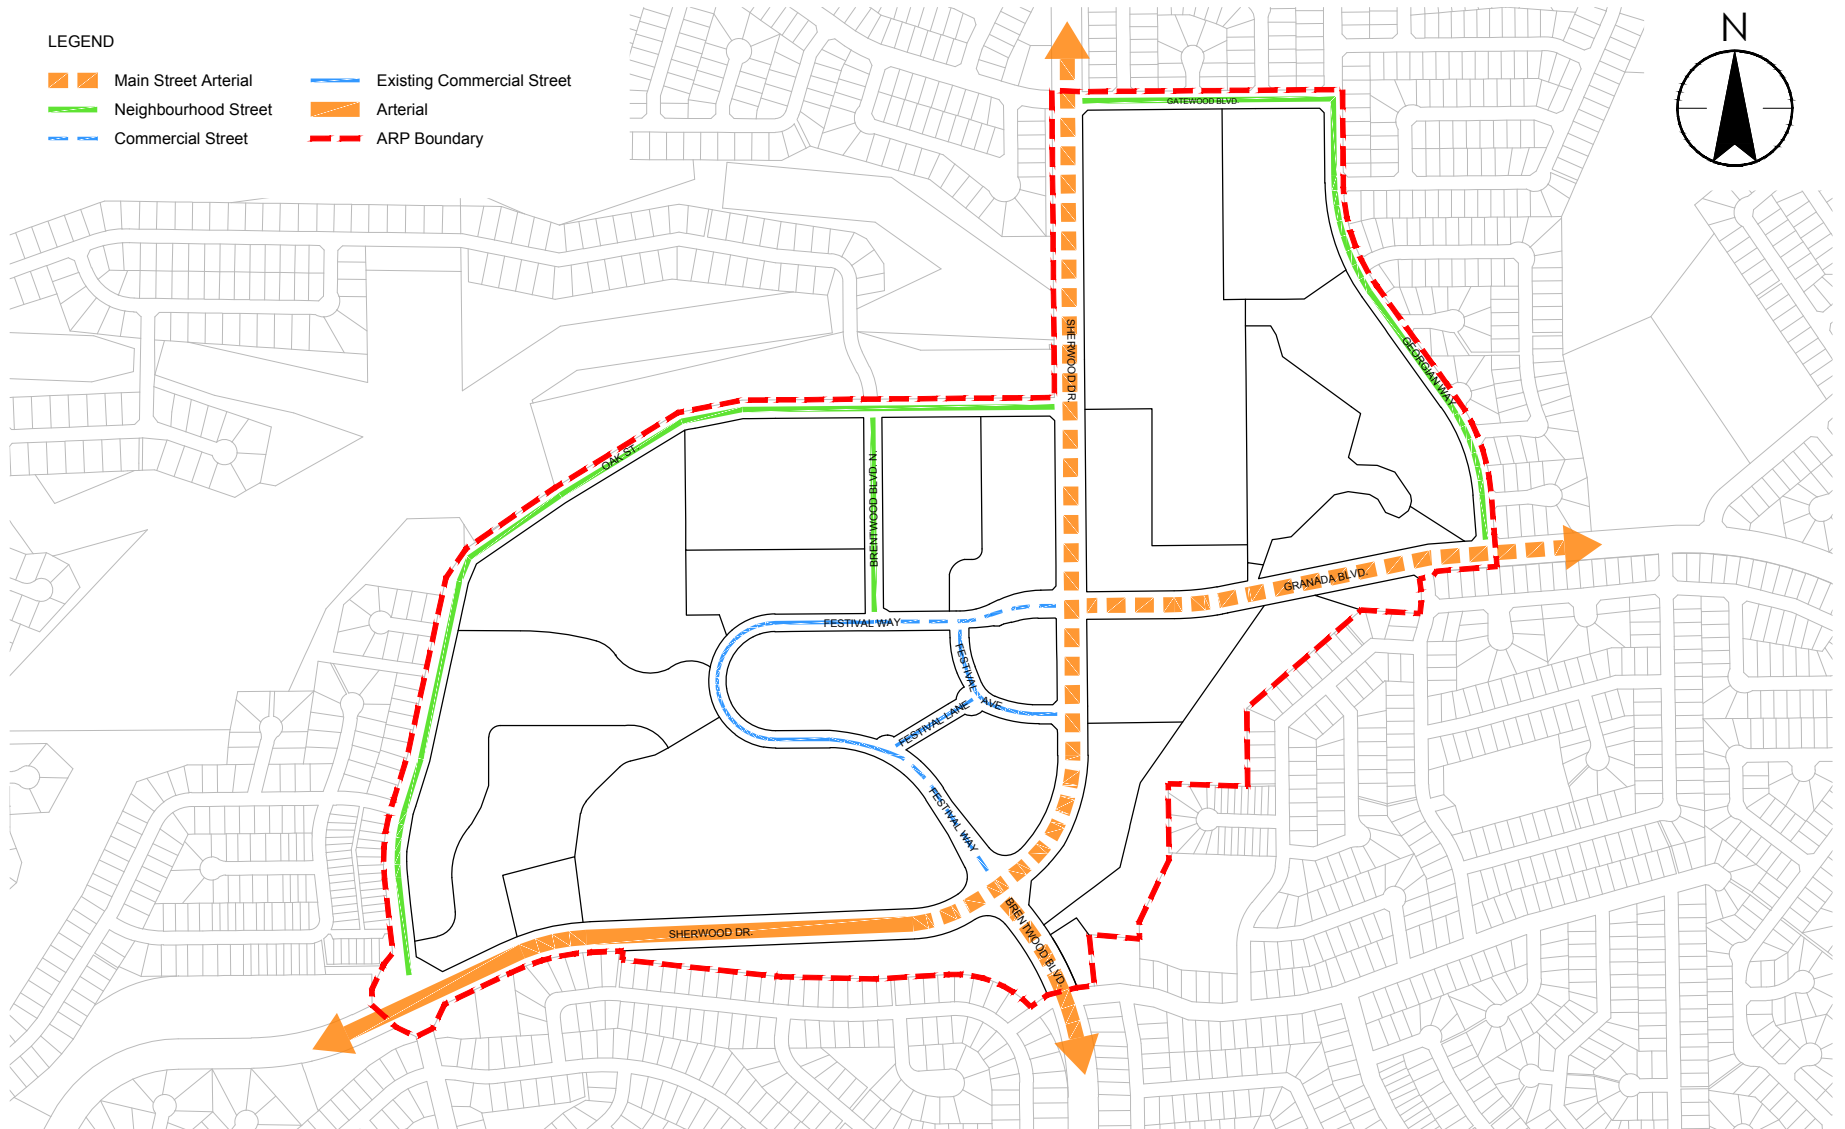 LEGEND
Main Street Arterial
Neighbourhood Street
Commercial Street
Existing Commercial Street
Arterial
ARP Boundary
N
GATEWOOD BLVD.
SHERWOOD DR.
GEORGIAN WAY
OAK ST.
BRENTWOOD BLVD. N.
GRANADA BLVD.
FESTIVAL WAY
FESTIVAL AVE
FESTIVAL LANE
FESTIVAL WAY
SHERWOOD DR.
BRENTWOOD BLVD.